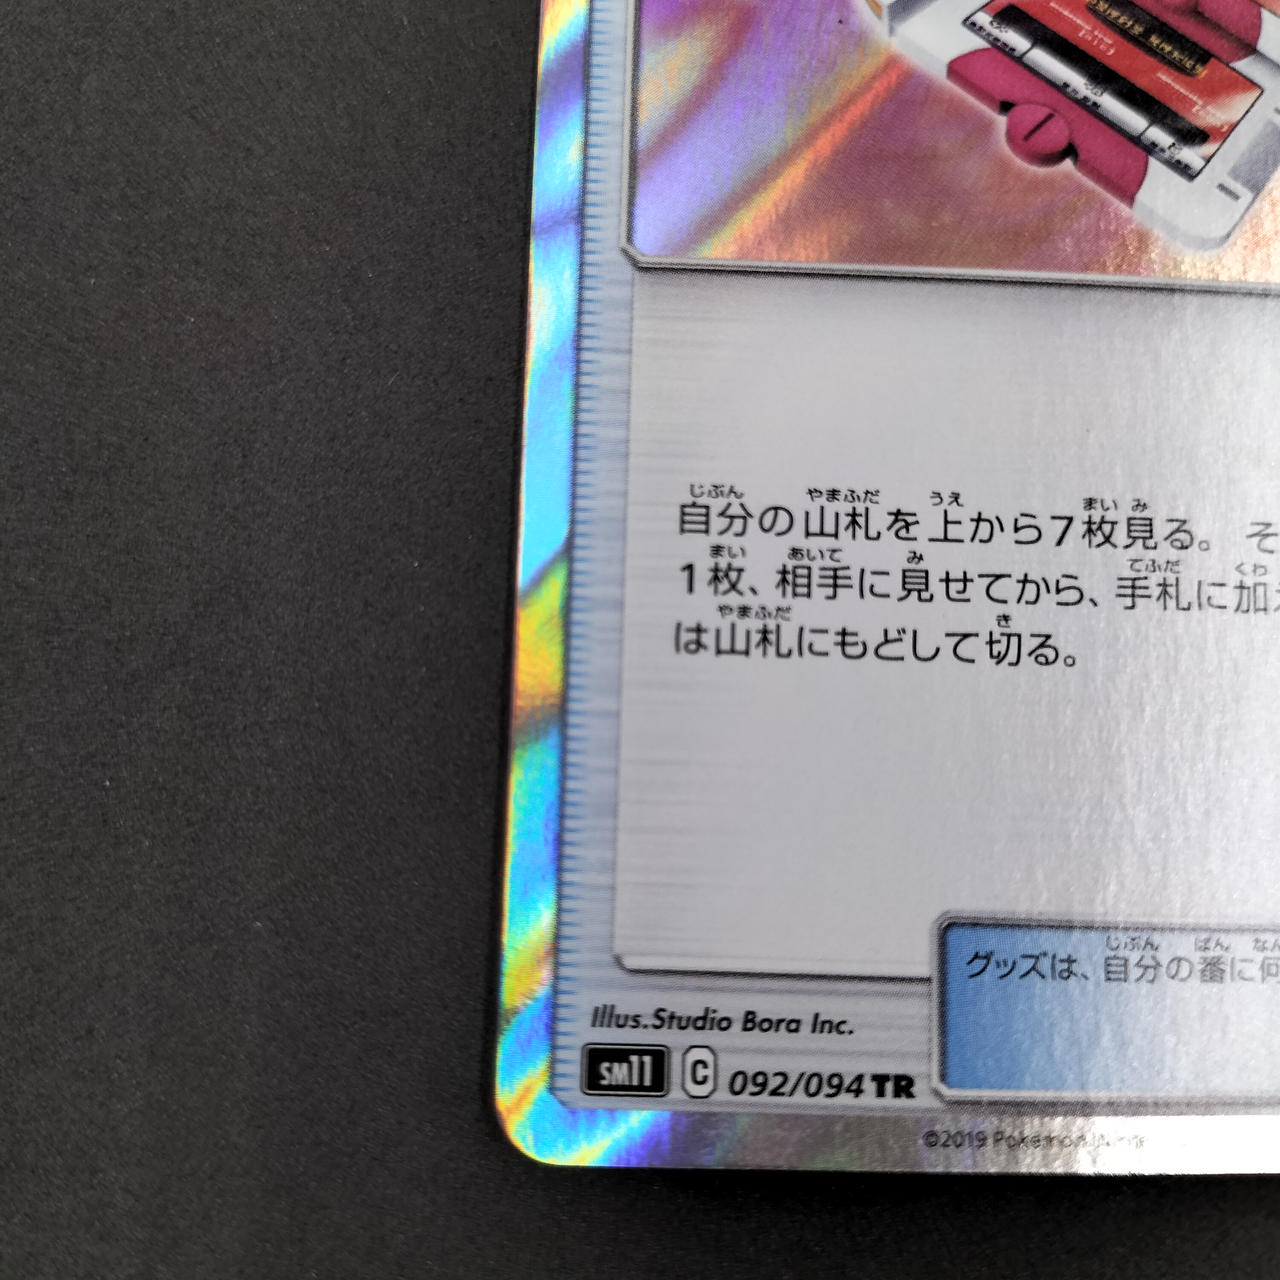 自分の山札を上から7枚見る。そ
1枚、相手に見せてから、手札に加
は山札にもどして切る。
グッズは、自分の番に何
Illus. Studio Bora Inc.
SM11 C 092/094 TR
©2019 Pokémon